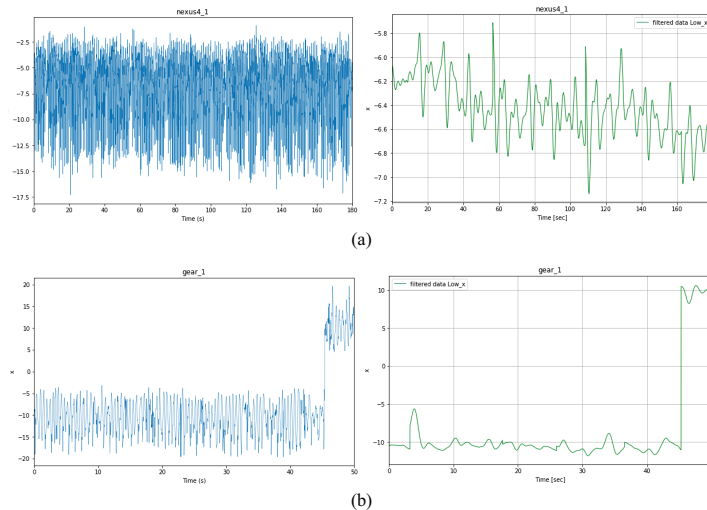 nexus4_1
-2.5
-5.0
-7.5
-10.0
-12.5
-15.0
-17.5
0 20 40 60 80 100 120 140 160 180
Time (s)
nexus4_1
filtered data Low_x
x
-5.8
-6.0
-6.2
-6.4
-6.6
-6.8
-7.0
-7.2
0 20 40 60 80 100 120 140 160
Time [sec]
(a)
gear_1
x
20
15
10
5
0
-5
-10
-15
-20
0 10 20 30 40 50
Time (s)
gear_1
filtered data Low_x
x
10
5
0
-5
-10
0 10 20 30 40
Time [sec]
(b)